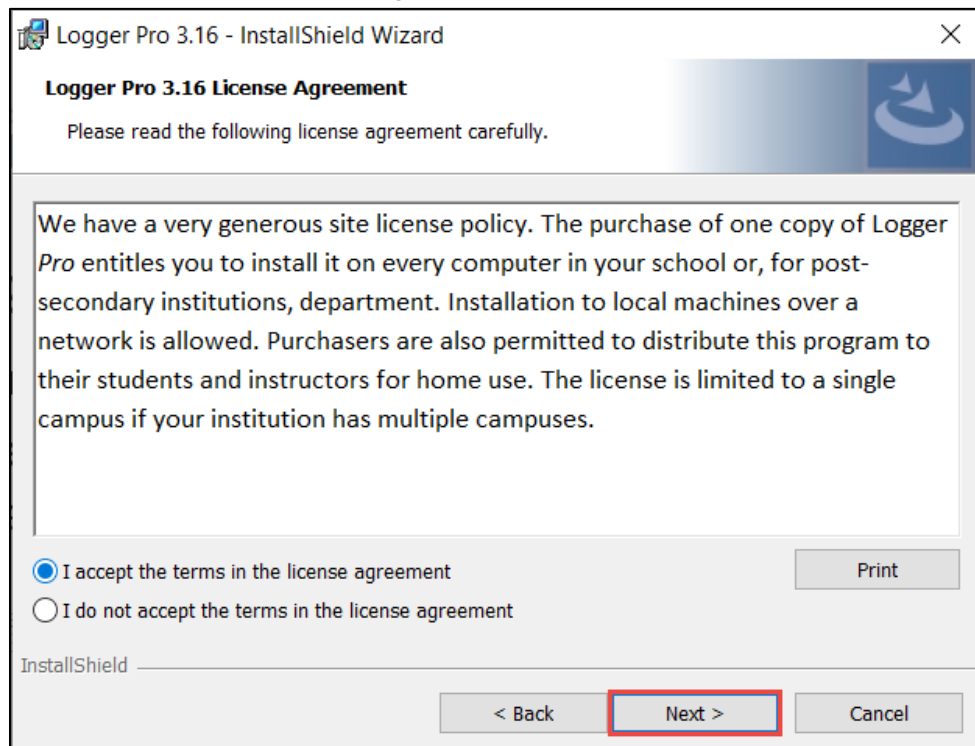 Logger Pro 3.16 - InstallShield Wizard
Logger Pro 3.16 License Agreement
Please read the following license agreement carefully.
We have a very generous site license policy. The purchase of one copy of Logger
Pro entitles you to install it on every computer in your school or, for post-
secondary institutions, department. Installation to local machines over a
network is allowed. Purchasers are also permitted to distribute this program to
their students and instructors for home use. The license is limited to a single
campus if your institution has multiple campuses.
I accept the terms in the license agreement
Print
I do not accept the terms in the license agreement
InstallShield
< Back
Next >
Cancel